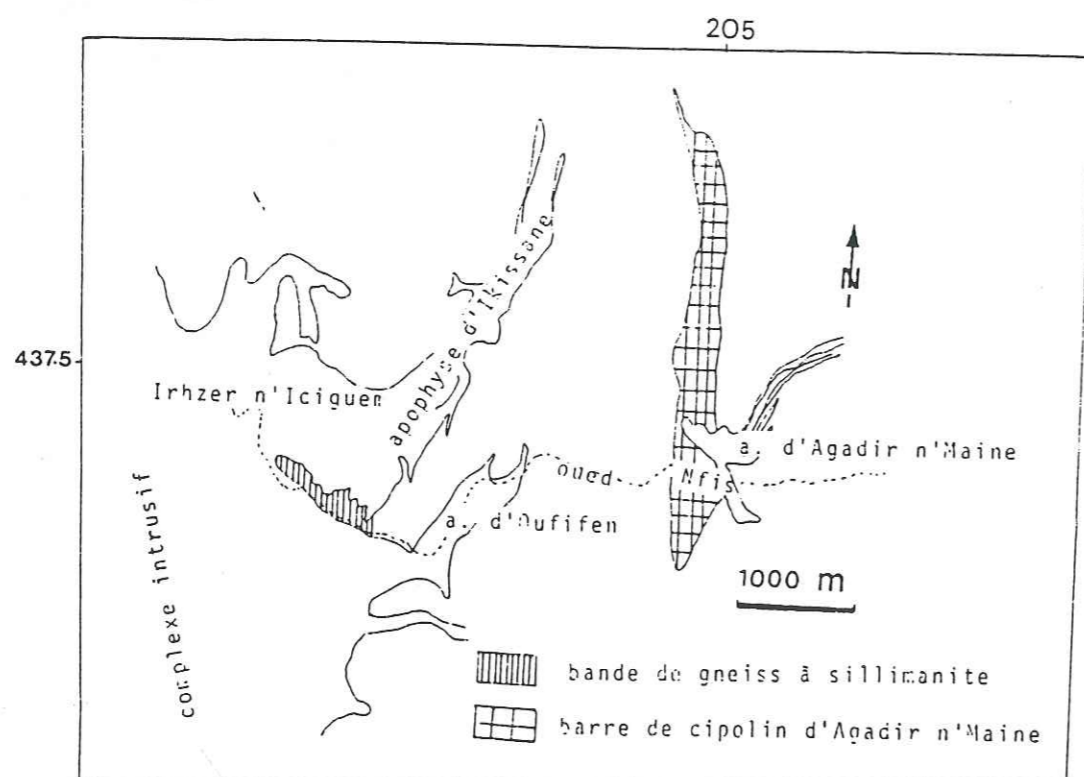 205
apophyse d'Ikissane
N
437.5
Irhzer n'Iciguen
a. d'Agadir n'Maine
oued Nfis
a. d'Oufifen
complexe intrusif
1000 m
bande de gneiss à sillimanite
barre de cipolin d'Agadir n'Maine